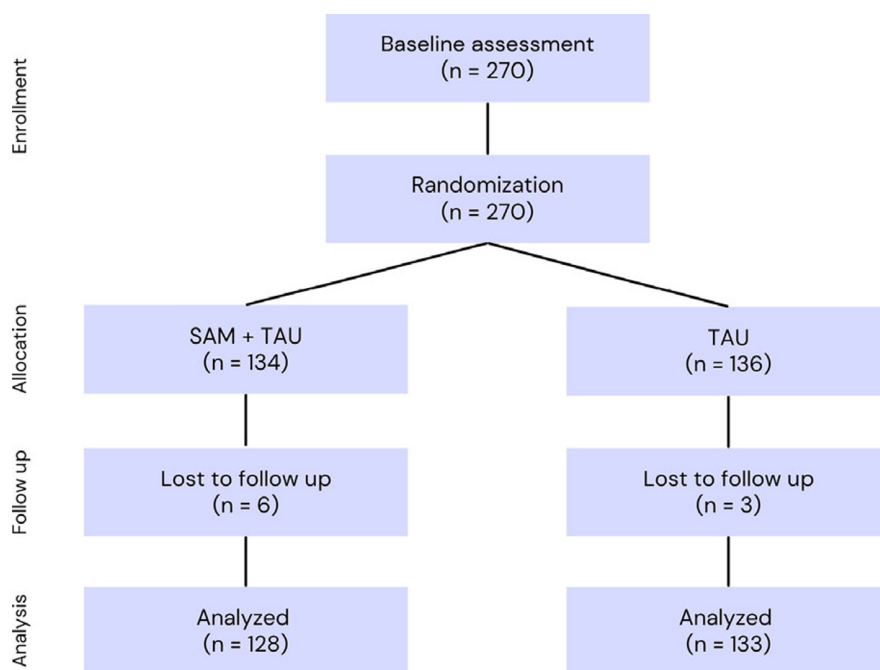 Enrollment
Baseline assessment
(n = 270)
Randomization
(n = 270)
Allocation
SAM + TAU
(n = 134)
TAU
(n = 136)
Follow up
Lost to follow up
(n = 6)
Lost to follow up
(n = 3)
Analysis
Analyzed
(n = 128)
Analyzed
(n = 133)